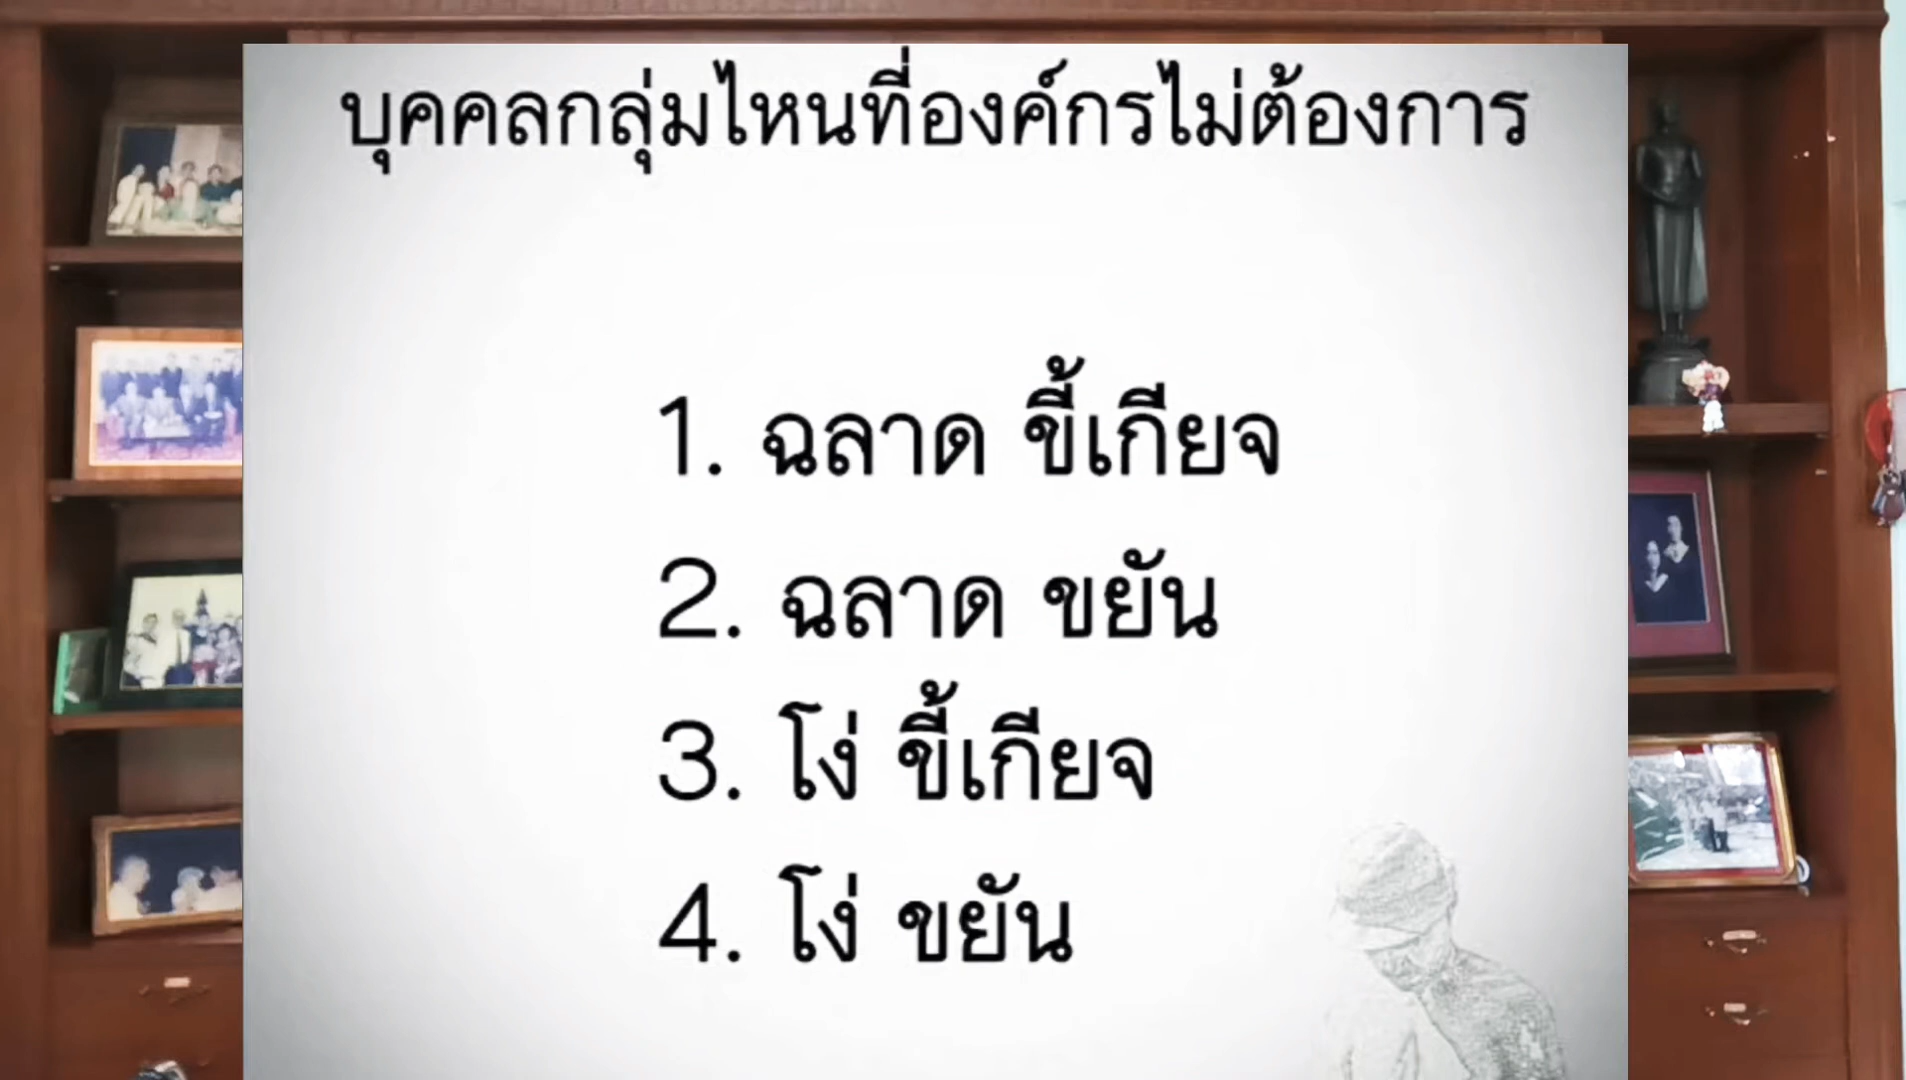 บุคคลกลุ่มไหนที่องค์กรไม่ต้องการ
1. ฉลาด ขี้เกียจ
2. ฉลาด ขยัน
3. โง่ ขี้เกียจ
4. โง่ ขยัน